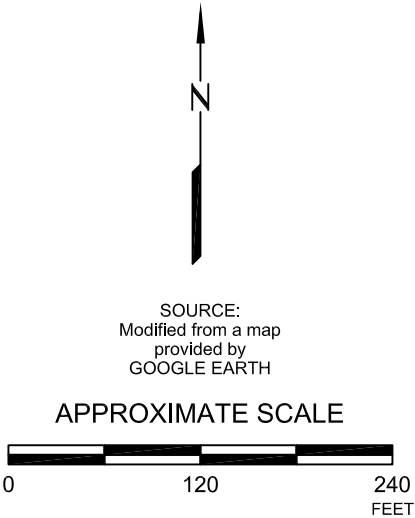 N
SOURCE:
Modified from a map
provided by
GOOGLE EARTH
APPROXIMATE SCALE
0 120 240
FEET